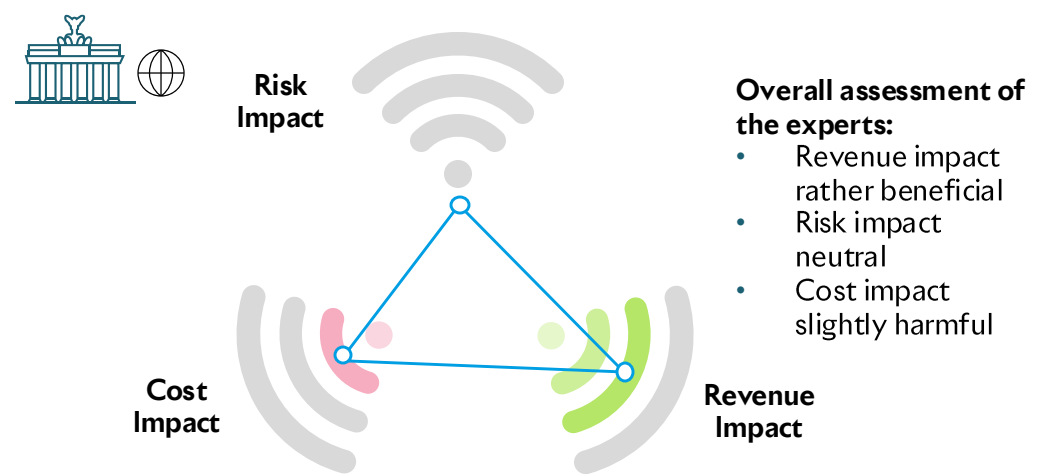 Risk
Impact
Overall assessment of
the experts:
• Revenue impact
rather beneficial
• Risk impact
neutral
• Cost impact
slightly harmful
Cost
Impact
Revenue
Impact